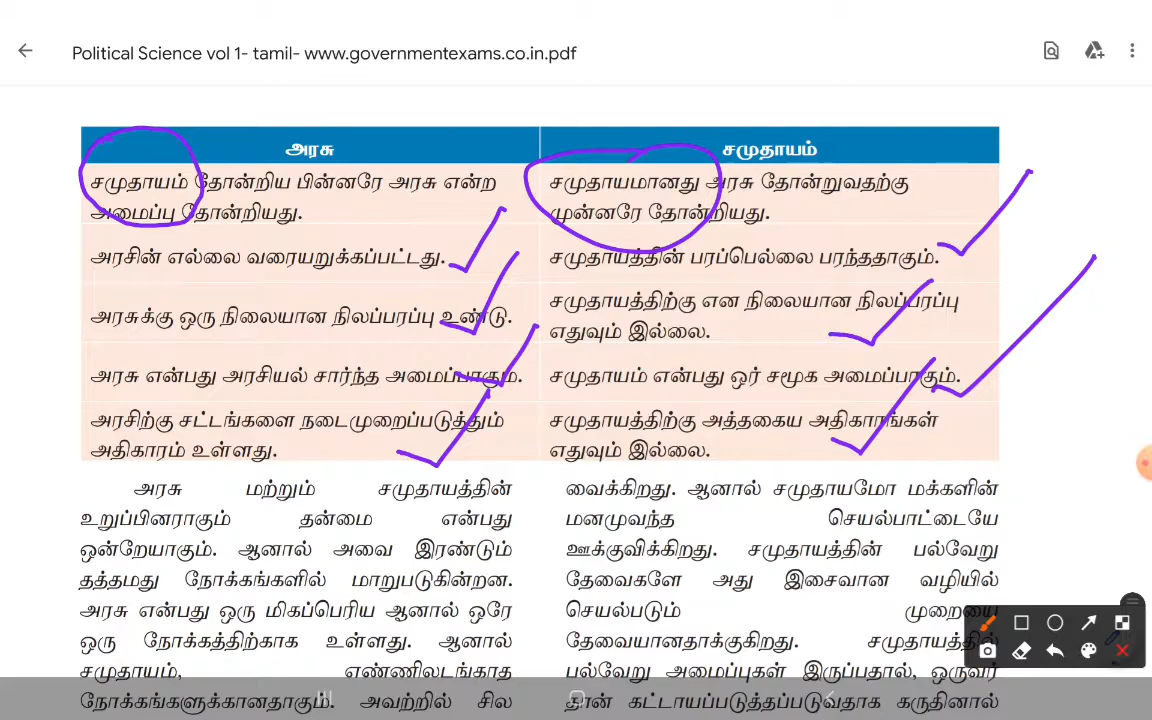 Political Science vol 1- tamil- www.governmentexams.co.in.pdf
அரசு
சமுதாயம்
சமுதாயம் தோன்றிய பின்னரே அரசு என்ற
அமைப்பு தோன்றியது.
சமுதாயமானது அரசு தோன்றுவதற்கு
முன்னரே தோன்றியது.
அரசின் எல்லை வரையறுக்கப்பட்டது.
சமுதாயத்தின் பரப்பெல்லை பரந்ததாகும்.
அரசுக்கு ஒரு நிலையான நிலப்பரப்பு உண்டு.
சமுதாயத்திற்கு என நிலையான நிலப்பரப்பு
எதுவும் இல்லை.
அரசு என்பது அரசியல் சார்ந்த அமைப்பாகும்.
சமுதாயம் என்பது ஓர் சமூக அமைப்பாகும்.
அரசிற்கு சட்டங்களை நடைமுறைப்படுத்தும்
அதிகாரம் உள்ளது.
சமுதாயத்திற்கு அத்தகைய அதிகாரங்கள்
எதுவும் இல்லை.
அரசு மற்றும் சமுதாயத்தின்
உறுப்பினராகும் தன்மை என்பது
ஒன்றேயாகும். ஆனால் அவை இரண்டும்
தத்தமது நோக்கங்களில் மாறுபடுகின்றன.
அரசு என்பது ஒரு மிகப்பெரிய ஆனால் ஒரே
ஒரு நோக்கத்திற்காக உள்ளது. ஆனால்
சமுதாயம், எண்ணிலடங்காத
நோக்கங்களுக்கானதாகும். அவற்றில் சில
வைக்கிறது. ஆனால் சமுதாயமோ மக்களின்
மனமுவந்த செயல்பாட்டையே
ஊக்குவிக்கிறது. சமுதாயத்தின் பல்வேறு
தேவைகளே அது இசைவான வழியில்
செயல்படும் முறையை
தேவையானதாக்குகிறது. சமுதாயத்தில்
பல்வேறு அமைப்புகள் இருப்பதால், ஒருவர்
தான் கட்டாயப்படுத்தப்படுவதாக கருதினால்